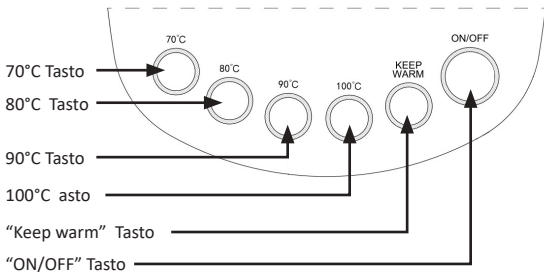 70°C
80°C
90°C
100°C
KEEP
WARM
ON/OFF
70°C Tasto
80°C Tasto
90°C Tasto
100°C asto
“Keep warm” Tasto
“ON/OFF” Tasto